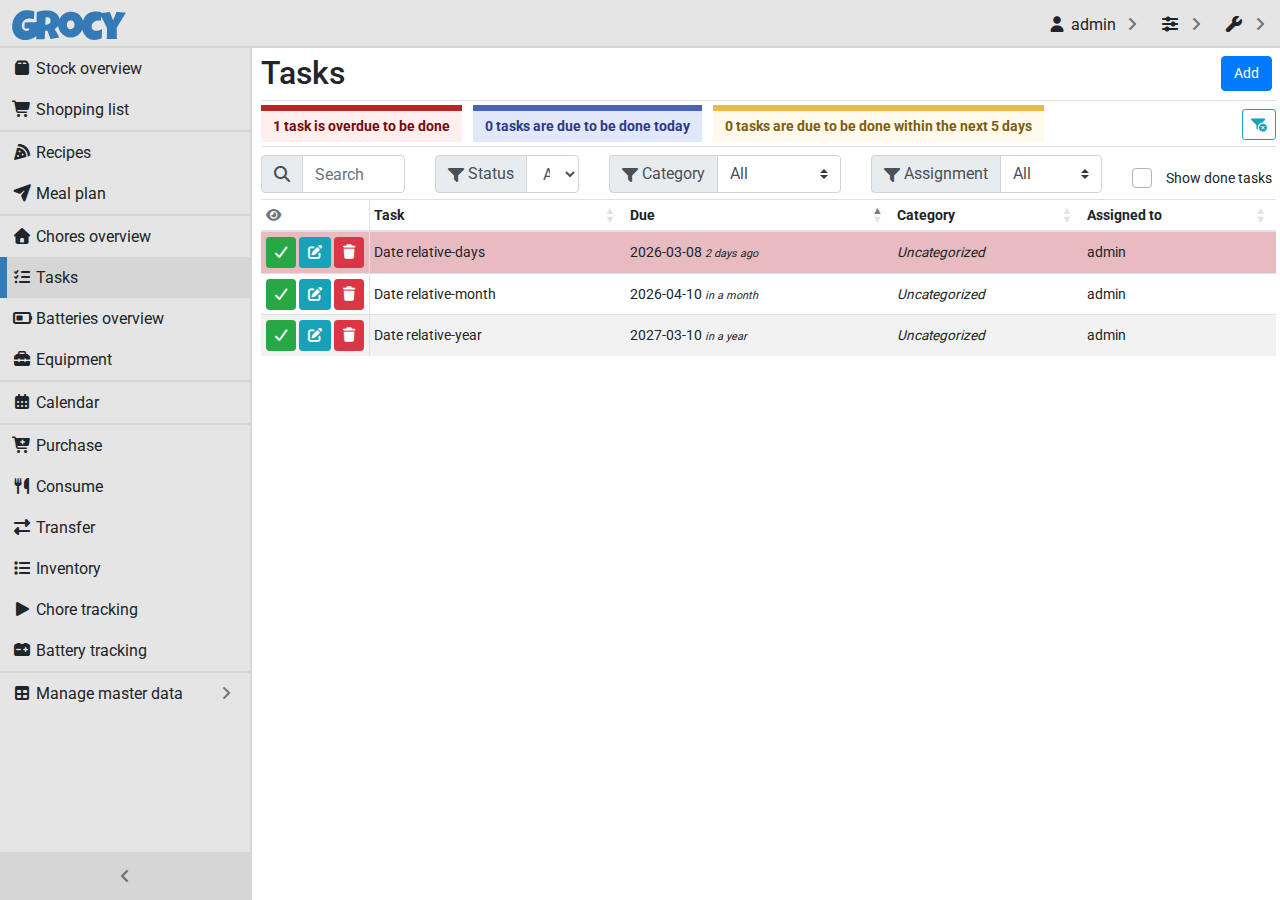 GROCY
admin
Stock overview
Shopping list
Recipes
Meal plan
Chores overview
Tasks
Batteries overview
Equipment
Calendar
Purchase
Consume
Transfer
Inventory
Chore tracking
Battery tracking
Manage master data
Tasks
Add
1 task is overdue to be done
0 tasks are due to be done today
0 tasks are due to be done within the next 5 days
Search
Status
Category All
Assignment All
Show done tasks
Task Due Category Assigned to
Date relative-days 2026-03-08 2 days ago Uncategorized admin
Date relative-month 2026-04-10 in a month Uncategorized admin
Date relative-year 2027-03-10 in a year Uncategorized admin